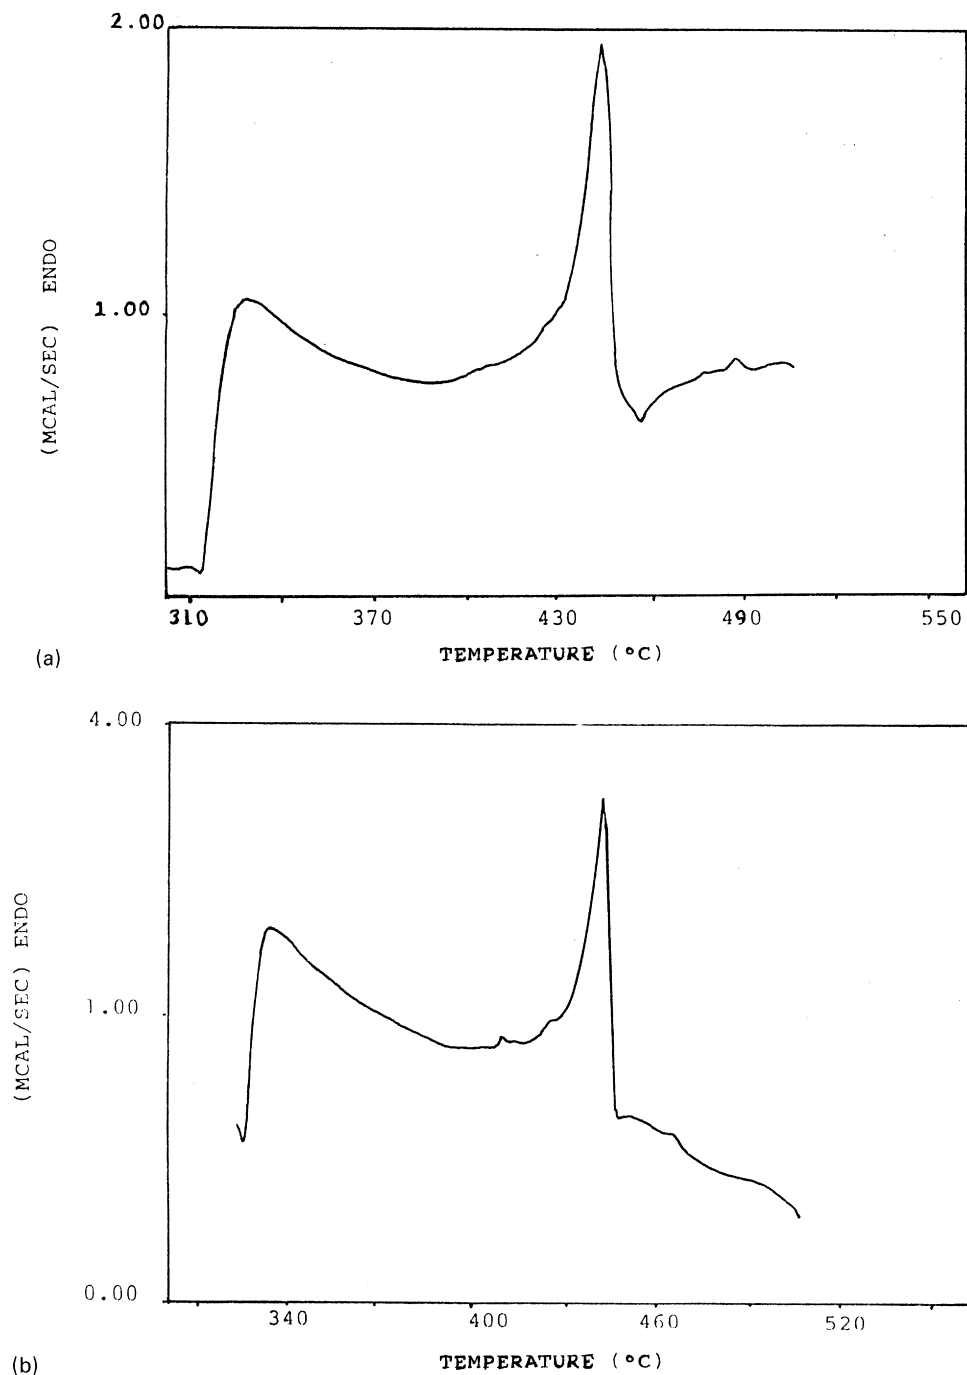 2.00
1.00
(MCAL/SEC) ENDO
310 370 430 490 550
TEMPERATURE (°C)
(a)
4.00
1.00
0.00
(MCAL/SEC) ENDO
340 400 460 520
TEMPERATURE (°C)
(b)